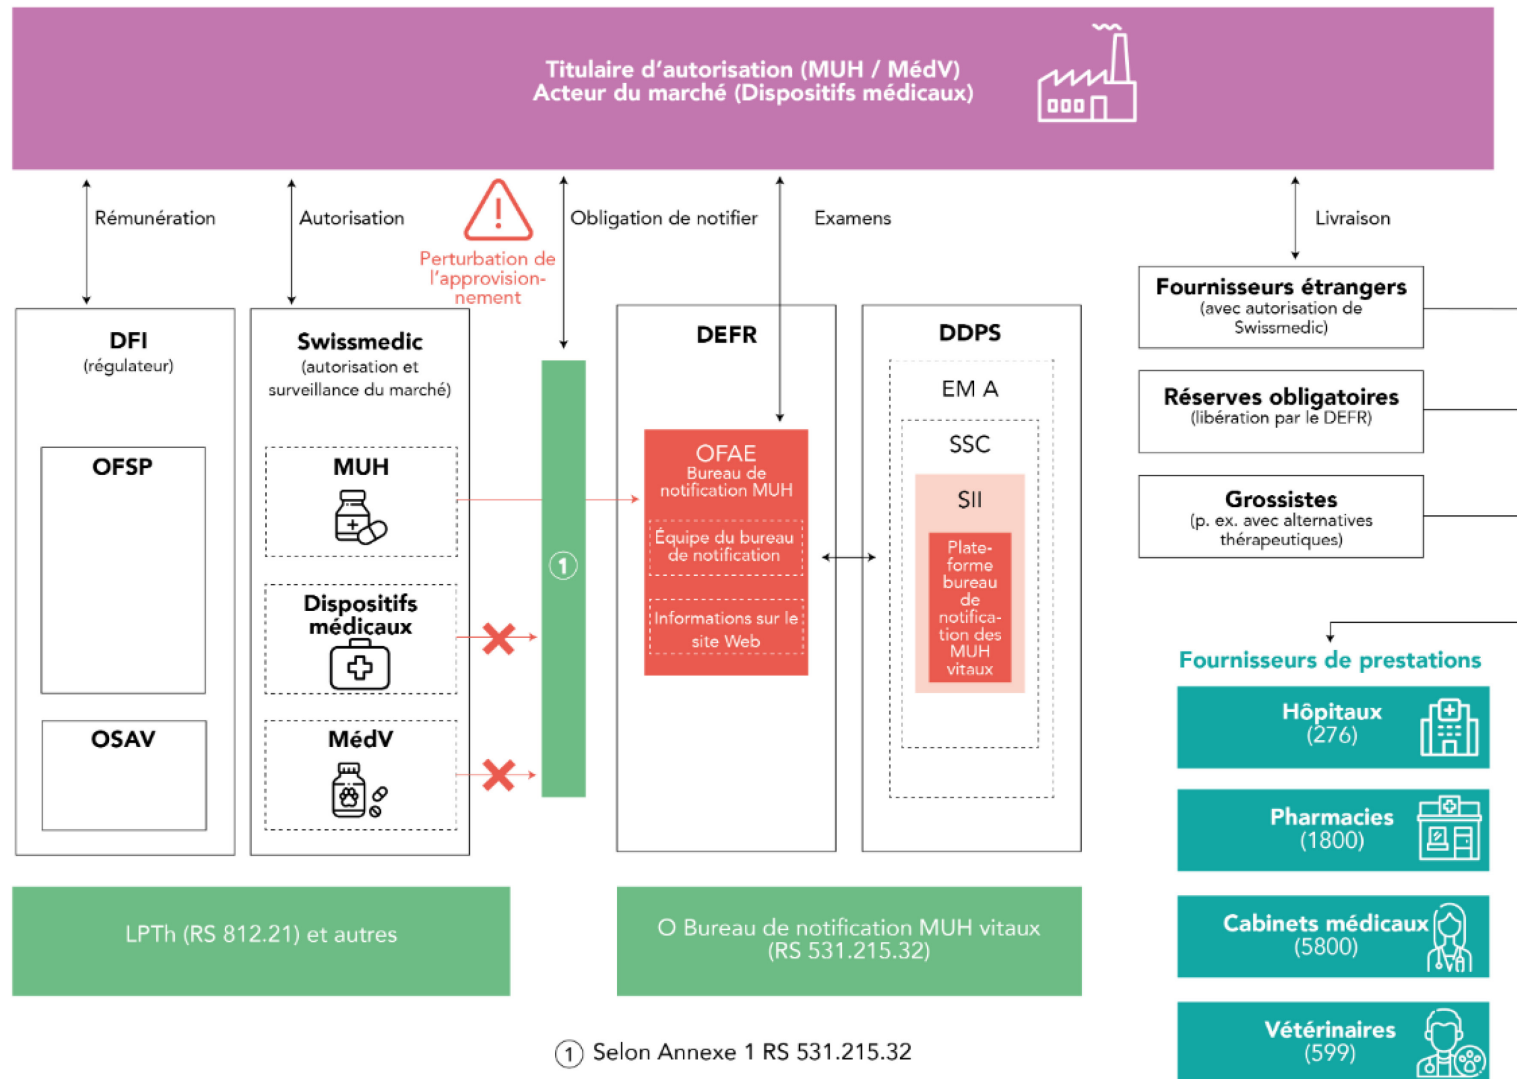 Titulaire d'autorisation (MUH / MédV)
Acteur du marché (Dispositifs médicaux)
Rémunération
Autorisation
Perturbation de
l'approvision-
nement
Obligation de notifier
Examens
Livraison
DFI
(régulateur)
OFSP
OSAV
Swissmedic
(autorisation et
surveillance du marché)
MUH
Dispositifs
médicaux
MédV
1
DEFR
OFAE
Bureau de
notification MUH
Équipe du bureau
de notification
Informations sur le
site Web
DDPS
EM A
SSC
SII
Plate-
forme
bureau
de
notifica-
tion des
MUH
vitaux
Fournisseurs étrangers
(avec autorisation de
Swissmedic)
Réserves obligatoires
(libération par le DEFR)
Grossistes
(p. ex. avec alternatives
thérapeutiques)
Fournisseurs de prestations
Hôpitaux
(276)
Pharmacies
(1800)
Cabinets médicaux
(5800)
Vétérinaires
(599)
LPTh (RS 812.21) et autres
O Bureau de notification MUH vitaux
(RS 531.215.32)
1 Selon Annexe 1 RS 531.215.32